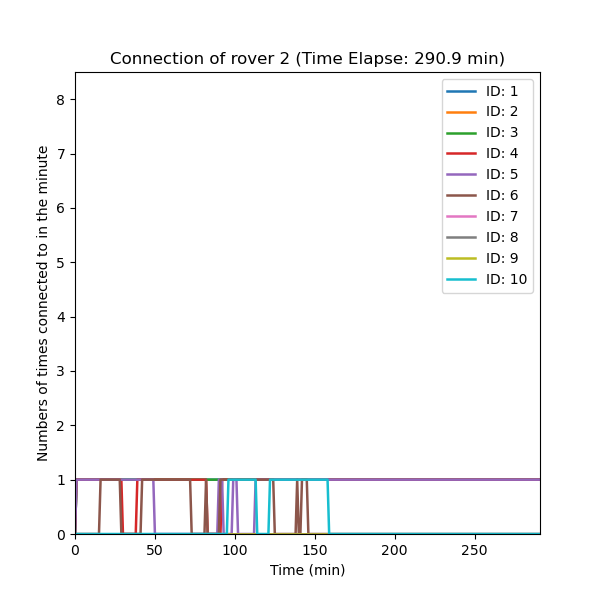 Connection of rover 2 (Time Elapse: 290.9 min)
Numbers of times connected to in the minute
8
7
6
5
4
3
2
1
0
0 50 100 150 200 250
Time (min)
ID: 1
ID: 2
ID: 3
ID: 4
ID: 5
ID: 6
ID: 7
ID: 8
ID: 9
ID: 10